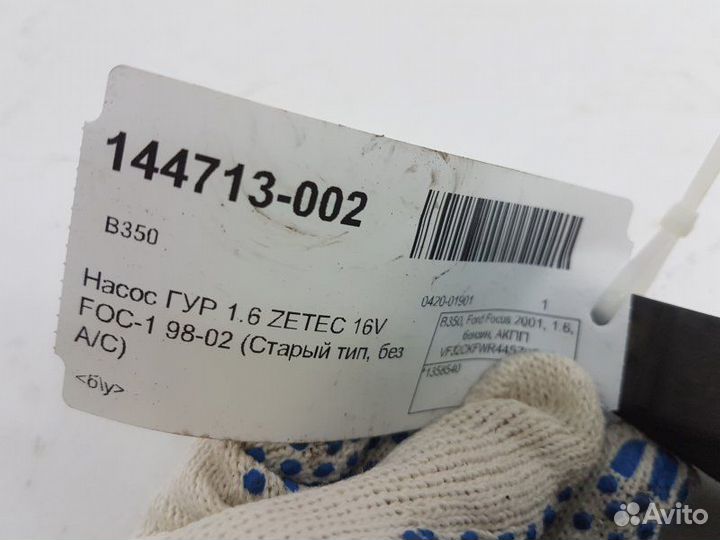 144713-002
B350
Насос ГУР 1.6 ZETEC 16V
FOC-1 98-02 (Старый тип, без
A/C)
<б\у>
0420-01901 1
B350, Ford Focus 2001, 1.6,
бензин, АКПП
*1358540
Avito